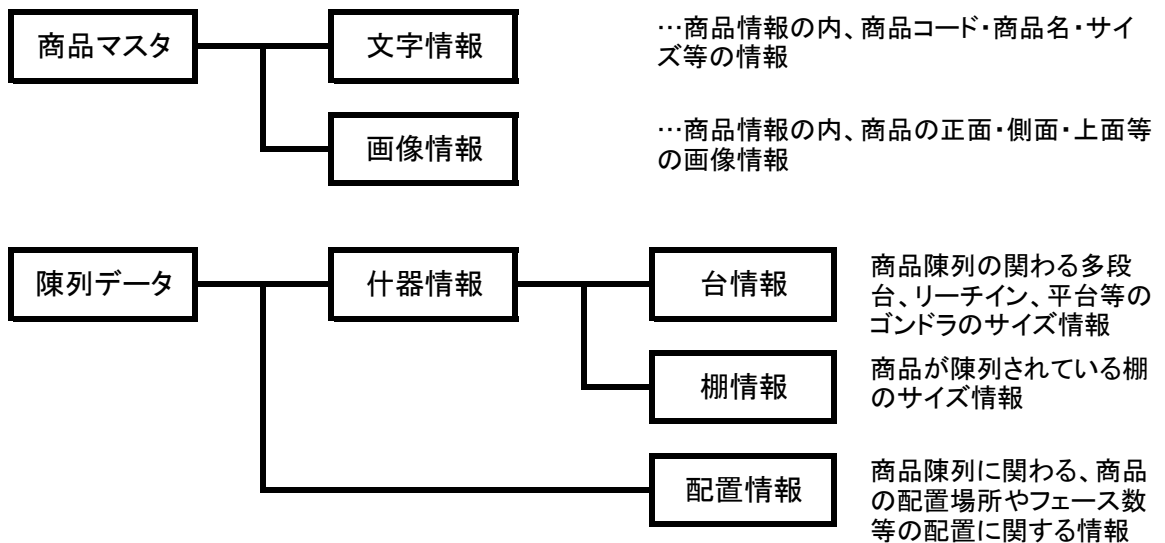 商品マスタ
文字情報
…商品情報の内、商品コード・商品名・サイ
ズ等の情報
画像情報
…商品情報の内、商品の正面・側面・上面等
の画像情報
陳列データ
什器情報
台情報
商品陳列の関わる多段
台、リーチイン、平台等の
ゴンドラのサイズ情報
棚情報
商品が陳列されている棚
のサイズ情報
配置情報
商品陳列に関わる、商品
の配置場所やフェース数
等の配置に関する情報